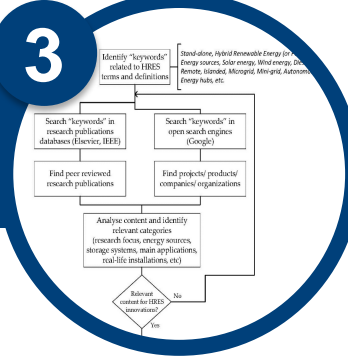 3
Identify "keywords"
related to HRES
terms and definitions
Stand-alone, Hybrid Renewable Energy (or
Energy sources, Solar energy, Wind energy,
Remote, Islanded, Microgrid, Mini-grid,
Energy hubs, etc.
Search "keywords" in
research publications
databases (Elsevier, IEEE)
Search "keywords" in
open search engines
(Google)
Find peer reviewed
research publications
Find projects/ products/
companies/ organizations
Analyse content and identify
relevant categories
(research focus, energy sources,
storage systems, main applications,
real-life installations, etc)
Relevant
content for HRES
innovations?
No
Yes